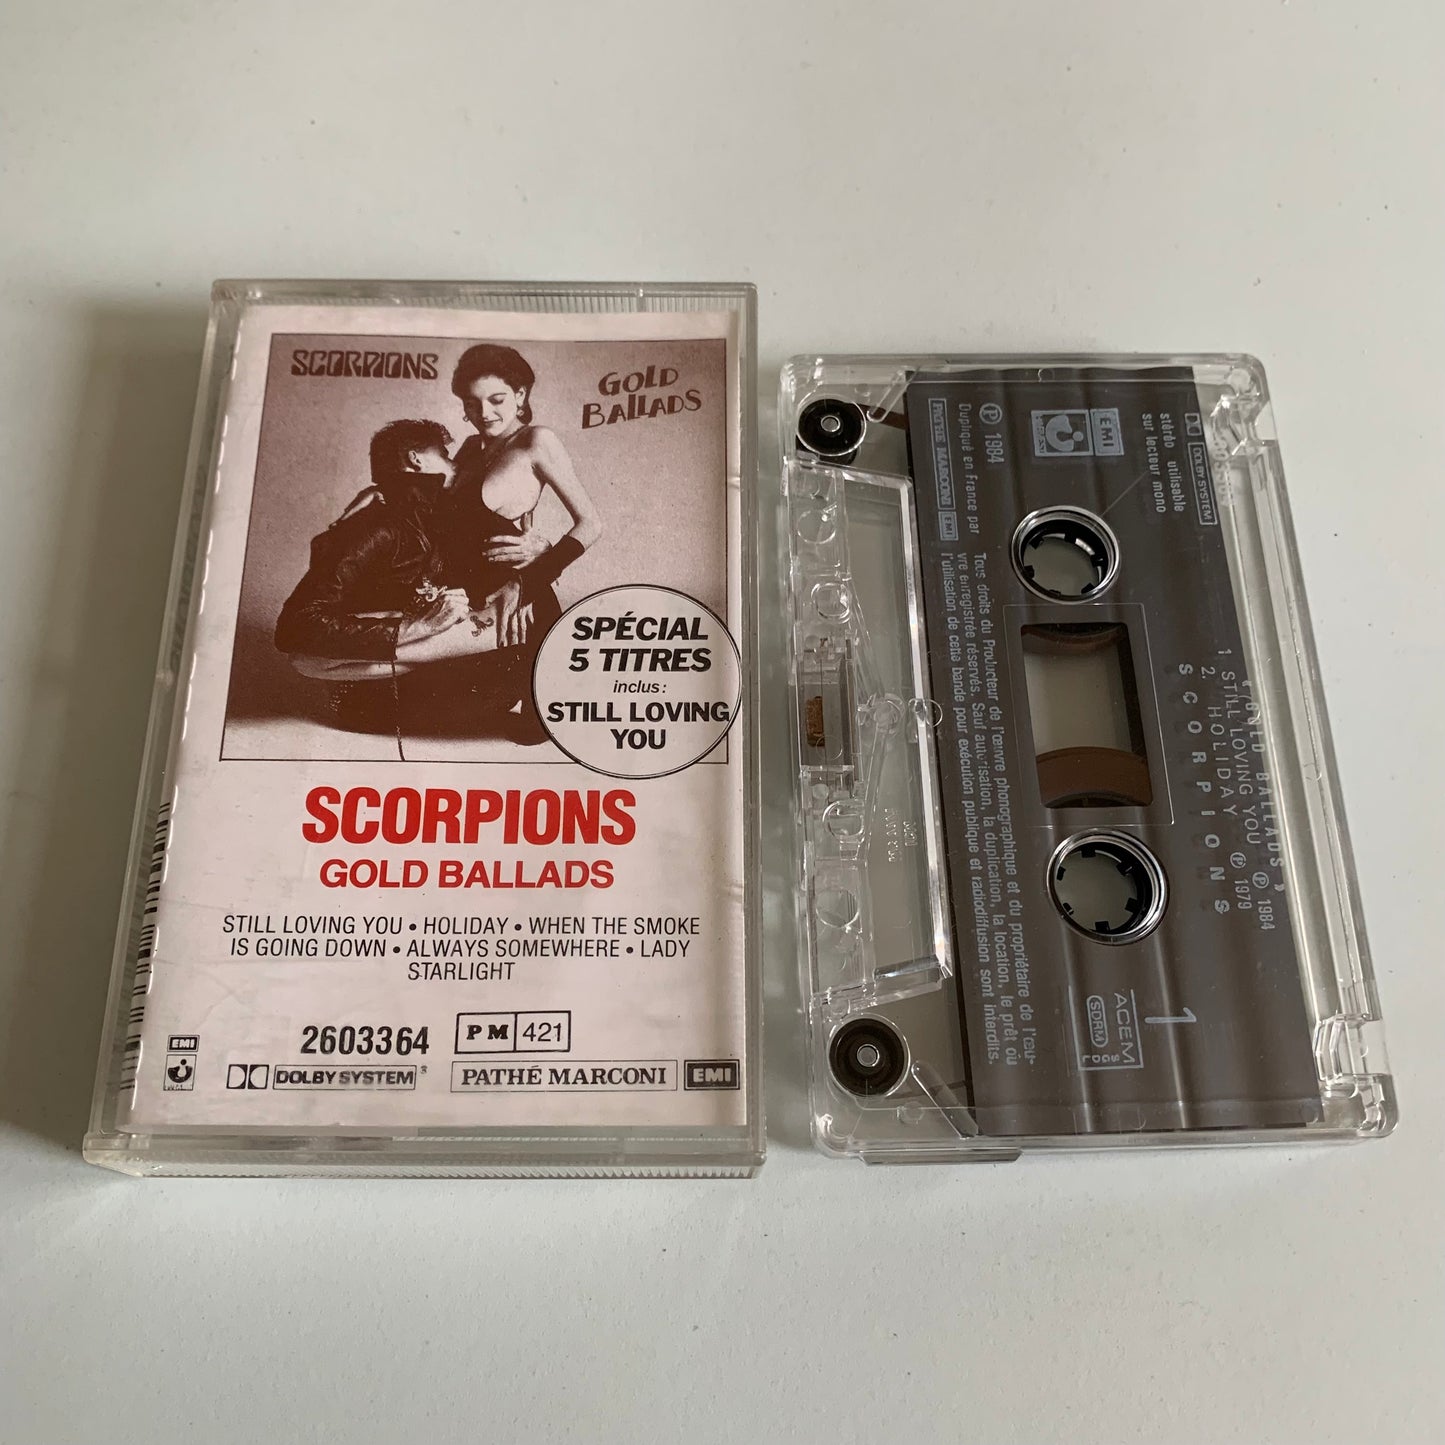 SCORPIONS
GOLD
BALLADS
SPÉCIAL
5 TITRES
inclus:
STILL LOVING
YOU
SCORPIONS
GOLD BALLADS
STILL LOVING YOU • HOLIDAY • WHEN THE SMOKE
IS GOING DOWN • ALWAYS SOMEWHERE • LADY
STARLIGHT
2603364
PM 421
EMI
DOLBY SYSTEM
PATHÉ MARCONI EMI
« GOLD BALLADS »
1. STILL LOVING YOU ℗ 1984
2. HOLIDAY ℗ 1979
SCORPIONS
DOLBY SYSTEM
stéréo utilisable
sur lecteur mono
1
ACEM
SDRM
EMI
℗ 1984
Dupliqué en France par
PATHE MARCONI EMI
Tous droits du Producteur de l'œuvre phonographique et du propriétaire de l'œu-
vre enregistrée réservés. Sauf autorisation, la duplication, la location, le prêt ou
l'utilisation de cette bande pour exécution publique et radiodiffusion sont interdits.